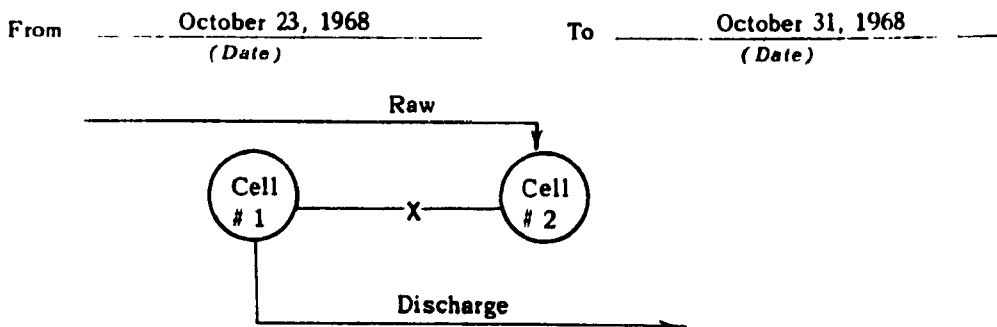 From October 23, 1968 To October 31, 1968
(Date) (Date)
Raw
Cell Cell
# 1 X # 2
Discharge